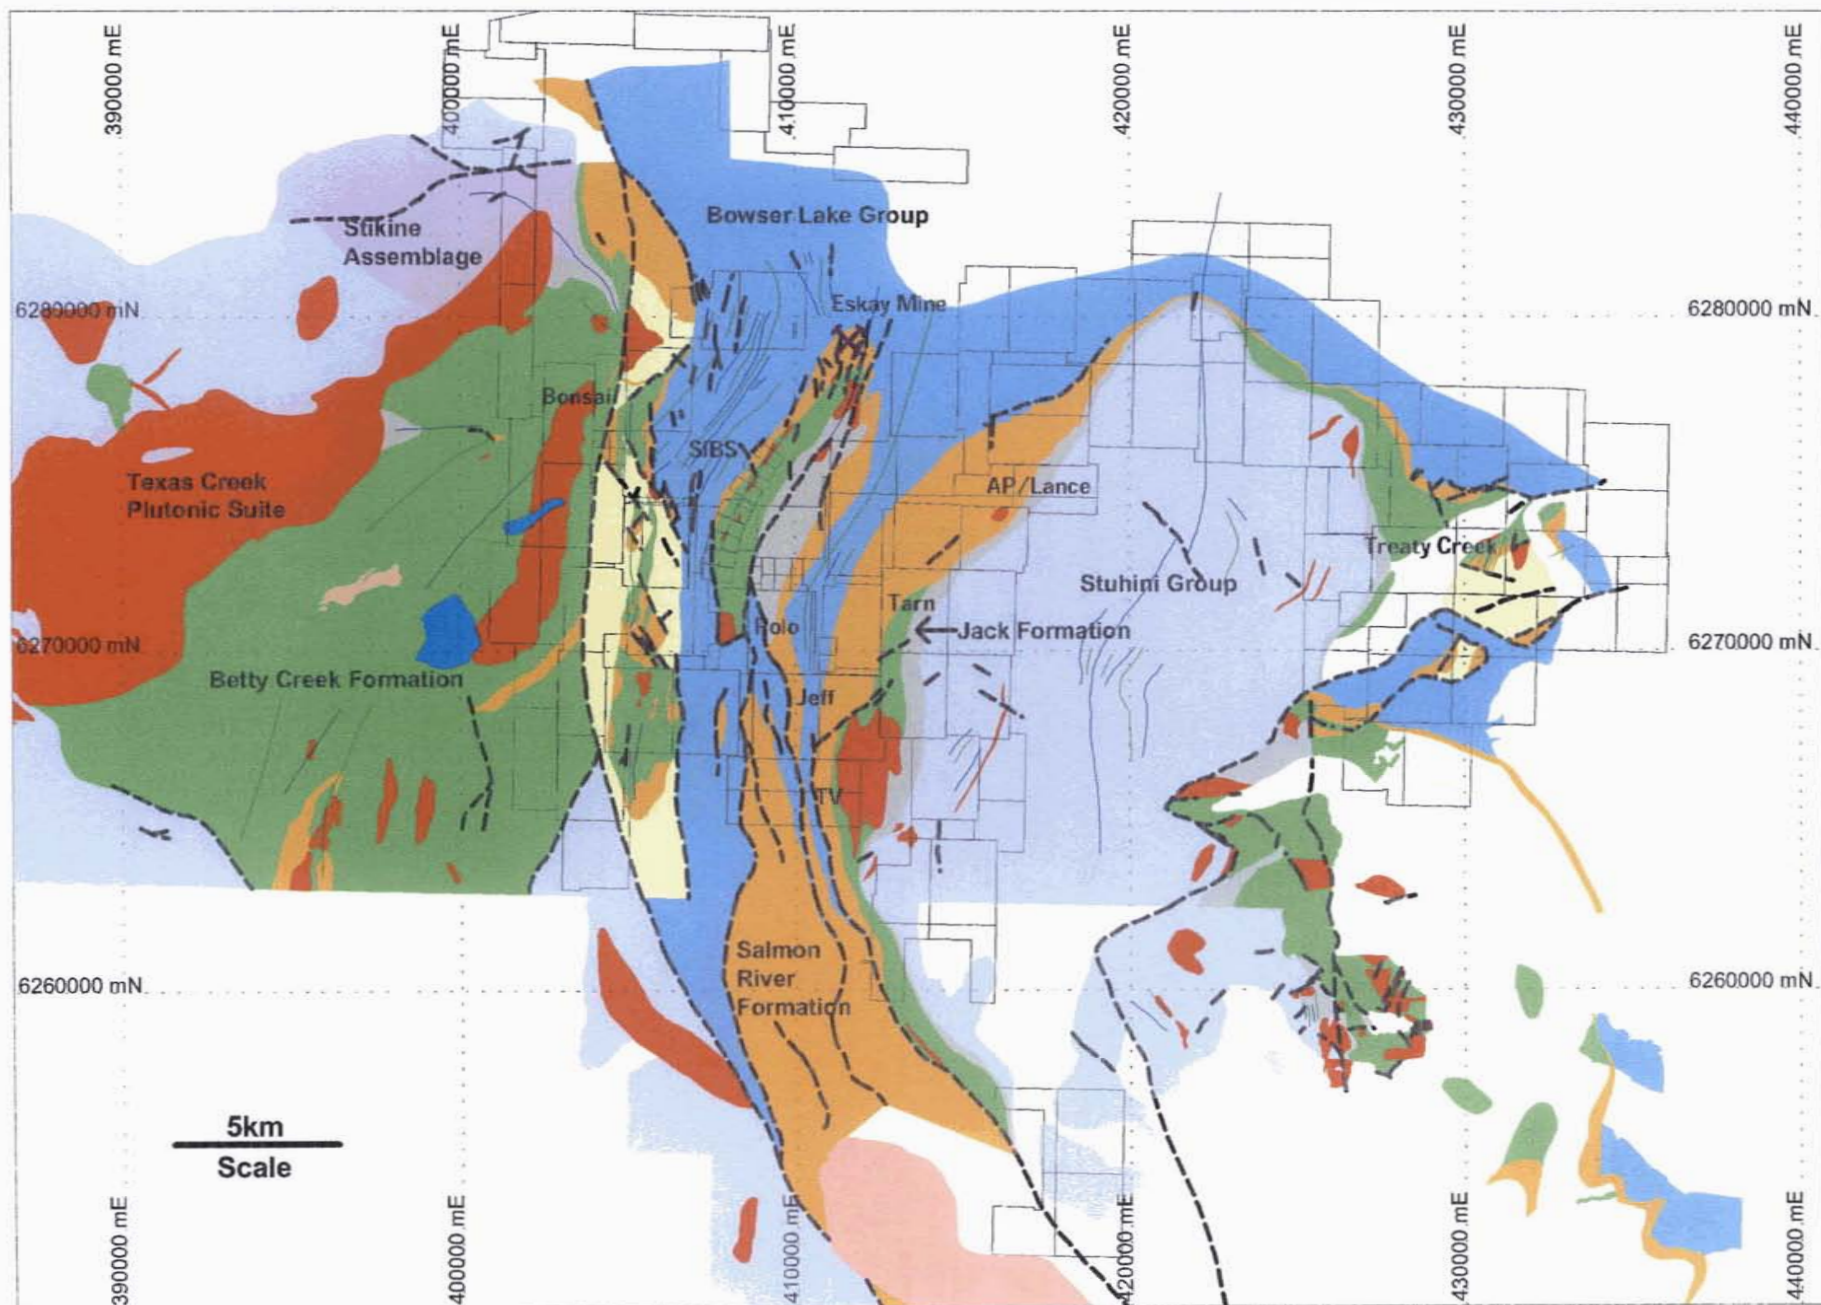 390000 mE
400000 mE
410000 mE
420000 mE
430000 mE
440000 mE
Bowser Lake Group
Stikine
Assemblage
6280000 mN
Eskay Mine
6280000 mN
Bonsai
SIBS
Texas Creek
Plutonic Suite
AP/Lance
Treaty Creek
Stuhini Group
Tarn
Polo
Jack Formation
6270000 mN
6270000 mN
Betty Creek Formation
Jeff
TV
Salmon
River
Formation
6260000 mN
6260000 mN
5km
Scale
390000 mE
400000 mE
410000 mE
420000 mE
430000 mE
440000 mE